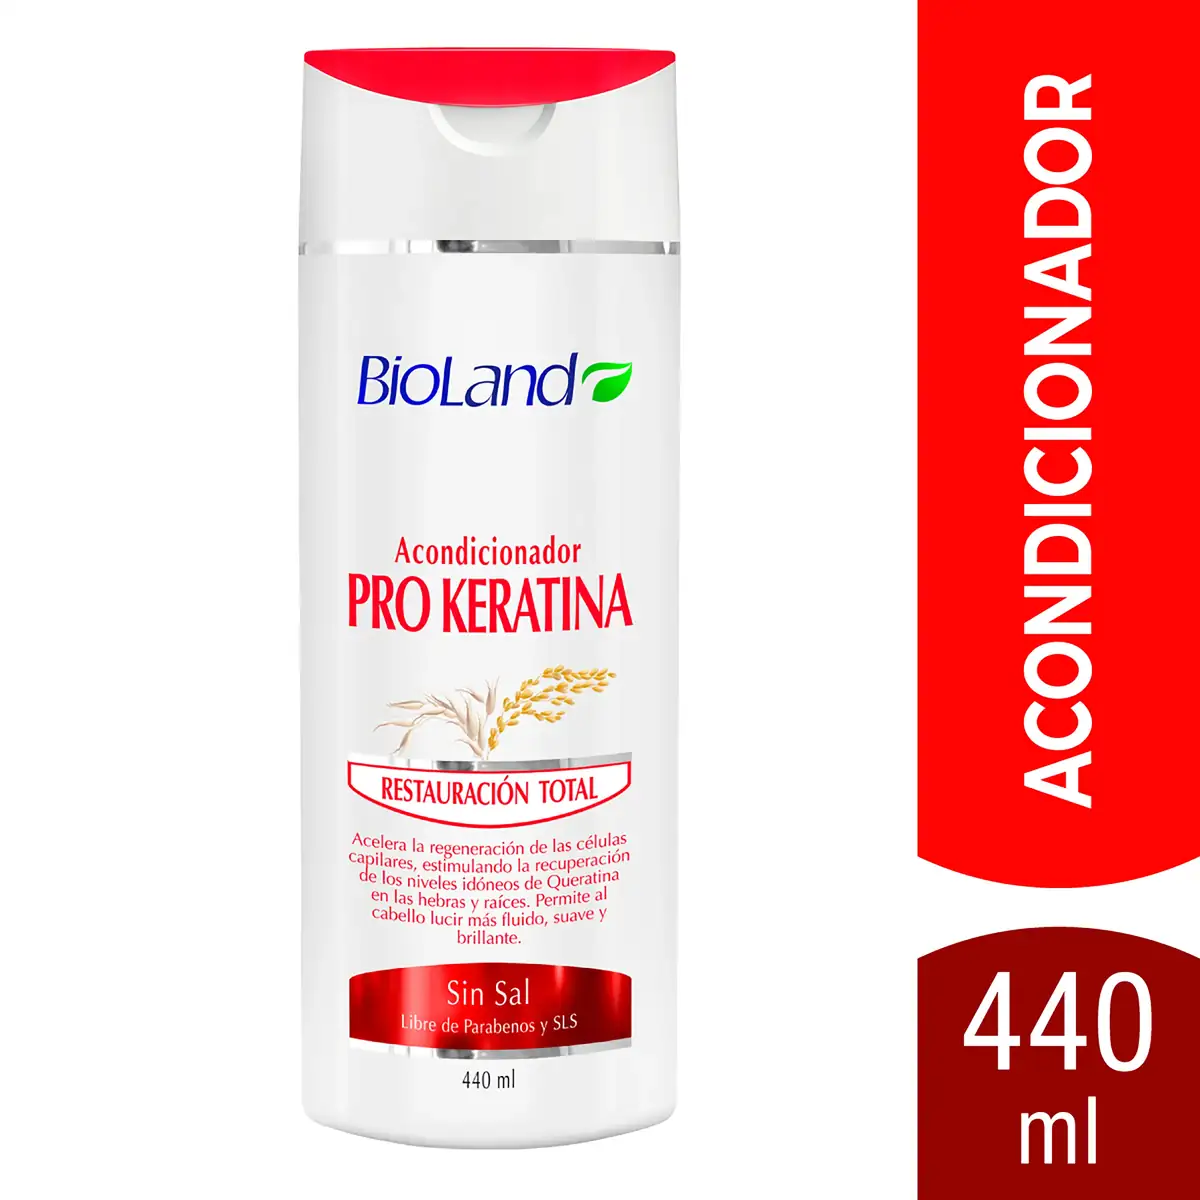 BioLand
Acondicionador
PRO KERATINA
RESTAURACIÓN TOTAL
Acelera la regeneración de las células
capilares, estimulando la recuperación
de los niveles idóneos de Queratina
en las hebras y raíces. Permite al
cabello lucir más fluido, suave y
brillante.
Sin Sal
Libre de Parabenos y SLS
440 ml
ACONDICIONADOR
440
ml